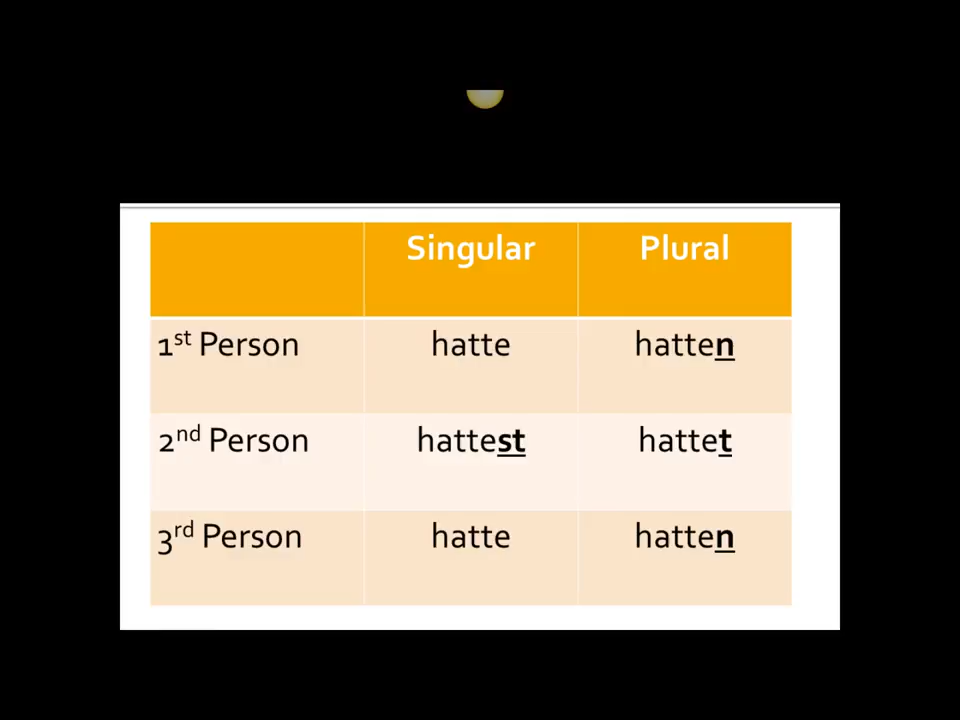 Singular Plural
1st Person hatte hatten
2nd Person hattest hattet
3rd Person hatte hatten